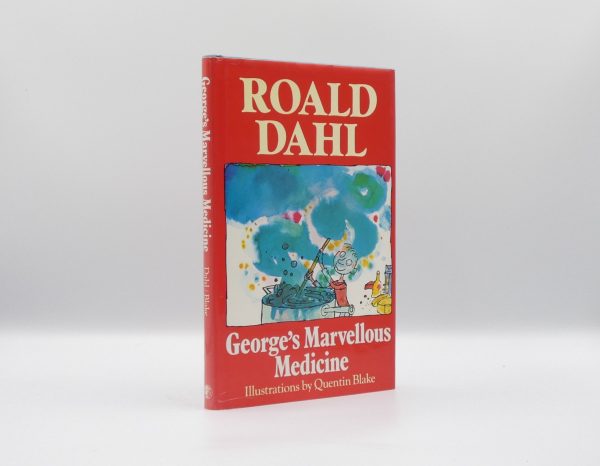 ROALD
DAHL
George's Marvellous
Medicine
Illustrations by Quentin Blake
George's Marvellous Medicine
Dahl · Blake